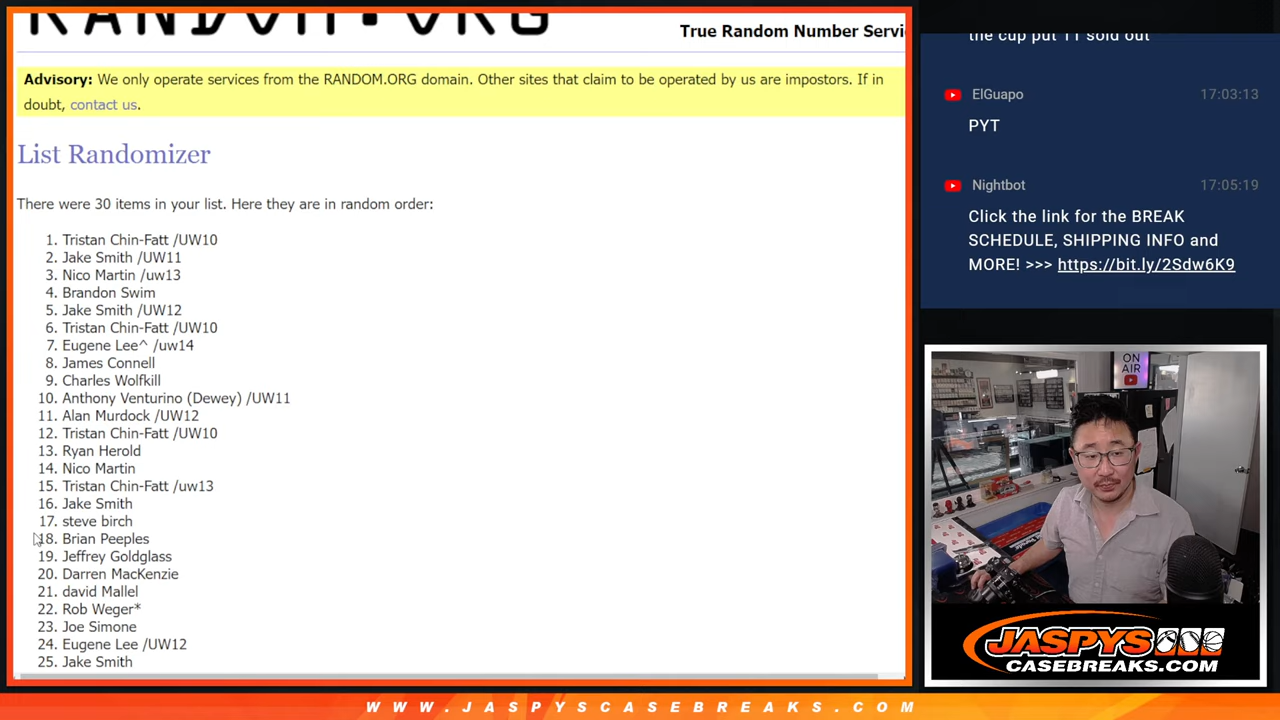 RANDOM.ORG
True Random Number Servi
Advisory: We only operate services from the RANDOM.ORG domain. Other sites that claim to be operated by us are impostors. If in
doubt, contact us.
List Randomizer
There were 30 items in your list. Here they are in random order:
1. Tristan Chin-Fatt /UW10
2. Jake Smith /UW11
3. Nico Martin /uw13
4. Brandon Swim
5. Jake Smith /UW12
6. Tristan Chin-Fatt /UW10
7. Eugene Lee^ /uw14
8. James Connell
9. Charles Wolfkill
10. Anthony Venturino (Dewey) /UW11
11. Alan Murdock /UW12
12. Tristan Chin-Fatt /UW10
13. Ryan Herold
14. Nico Martin
15. Tristan Chin-Fatt /uw13
16. Jake Smith
17. steve birch
18. Brian Peeples
19. Jeffrey Goldglass
20. Darren MacKenzie
21. david Mallel
22. Rob Weger*
23. Joe Simone
24. Eugene Lee /UW12
25. Jake Smith
the cup put 11 sold out
ElGuapo 17:03:13
PYT
Nightbot 17:05:19
Click the link for the BREAK
SCHEDULE, SHIPPING INFO and
MORE! >>> https://bit.ly/2Sdw6K9
ON
AIR
JASPYS
CASEBREAKS.COM
WWW.JASPYSCASEBREAKS.COM